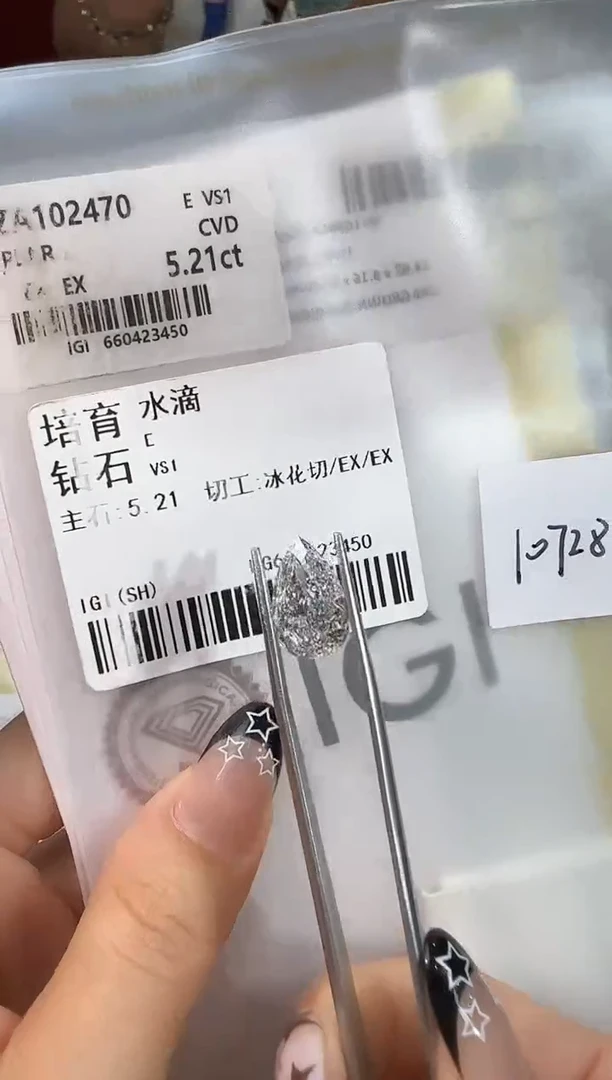 A102470
E VS1
CVD
5.21ct
EX
IGI 660423450
培育 水滴
E
钻石 VS1
主石:5.21 切工:冰花切/EX/EX
IGI(SH)
IGI
10728